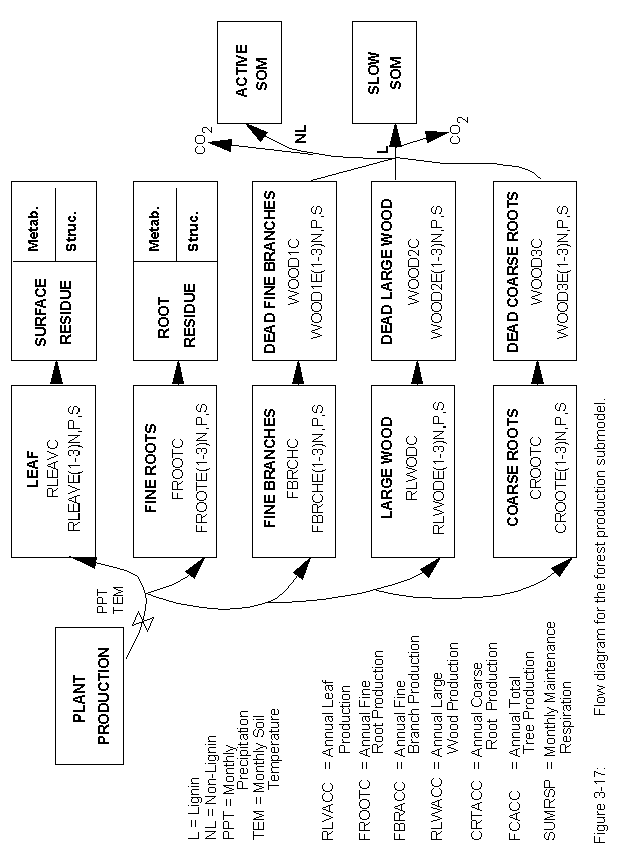 PLANT
PRODUCTION
PPT
TEM
LEAF
RLEAVC
RLEAVE(1-3)N,P,S
SURFACE
RESIDUE
Metab.
Struc.
FINE ROOTS
FROOTC
FROOTE(1-3)N,P,S
ROOT
RESIDUE
Metab.
Struc.
FINE BRANCHES
FBRCHC
FBRCHE(1-3)N,P,S
DEAD FINE BRANCHES
WOOD1C
WOOD1E(1-3)N,P,S
LARGE WOOD
RLWODC
RLWODE(1-3)N,P,S
DEAD LARGE WOOD
WOOD2C
WOOD2E(1-3)N,P,S
COARSE ROOTS
CROOTC
CROOTE(1-3)N,P,S
DEAD COARSE ROOTS
WOOD3C
WOOD3E(1-3)N,P,S
CO2
NL
L
CO2
ACTIVE
SOM
SLOW
SOM
L = Lignin
NL = Non-Lignin
PPT = Monthly
Precipitation
TEM = Monthly Soil
Temperature
RLVACC = Annual Leaf
Production
FROOTC = Annual Fine
Root Production
FBRACC = Annual Fine
Branch Production
RLWACC = Annual Large
Wood Production
CRTACC = Annual Coarse
Root Production
FCACC = Annual Total
Tree Production
SUMRSP = Monthly Maintenance
Respiration
Figure 3-17: Flow diagram for the forest production submodel.